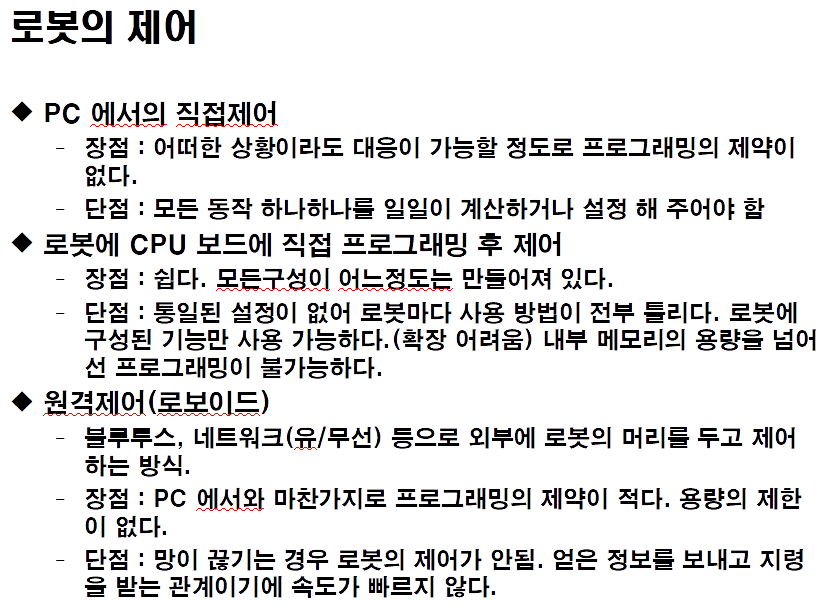 로봇의 제어
◆ PC 에서의 직접제어
- 장점 : 어떠한 상황이라도 대응이 가능할 정도로 프로그래밍의 제약이
없다.
- 단점 : 모든 동작 하나하나를 일일이 계산하거나 설정 해 주어야 함
◆ 로봇에 CPU 보드에 직접 프로그래밍 후 제어
- 장점 : 쉽다. 모든구성이 어느정도는 만들어져 있다.
- 단점 : 통일된 설정이 없어 로봇마다 사용 방법이 전부 틀리다. 로봇에
구성된 기능만 사용 가능하다.(확장 어려움) 내부 메모리의 용량을 넘어
선 프로그래밍이 불가능하다.
◆ 원격제어(로보이드)
- 블루투스, 네트워크(유/무선) 등으로 외부에 로봇의 머리를 두고 제어
하는 방식.
- 장점 : PC 에서와 마찬가지로 프로그래밍의 제약이 적다. 용량의 제한
이 없다.
- 단점 : 망이 끊기는 경우 로봇의 제어가 안됨. 얻은 정보를 보내고 지령
을 받는 관계이기에 속도가 빠르지 않다.